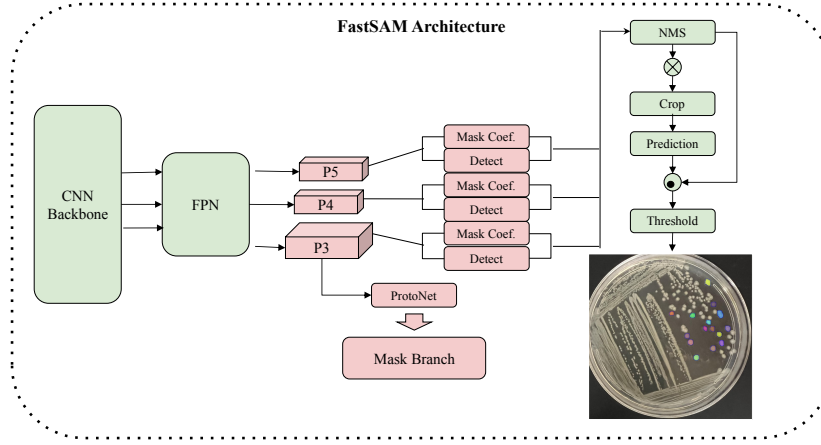 FastSAM Architecture
CNN
Backbone
FPN
P5
P4
P3
Mask Coef.
Detect
Mask Coef.
Detect
Mask Coef.
Detect
ProtoNet
Mask Branch
NMS
Crop
Prediction
Threshold